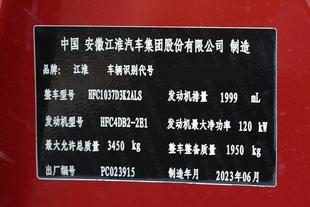 中国 安徽江淮汽车集团股份有限公司 制造
品牌: 江淮 车辆识别代号
整车型号 HFC1037D3K2ALS 发动机排量 1999 mL
发动机型号 HFC4DB2-2B1 发动机最大净功率 120 kW
最大允许总质量 3450 kg 整车整备质量 1950 kg
出厂编号 PC023915 制造年月 2023年06月